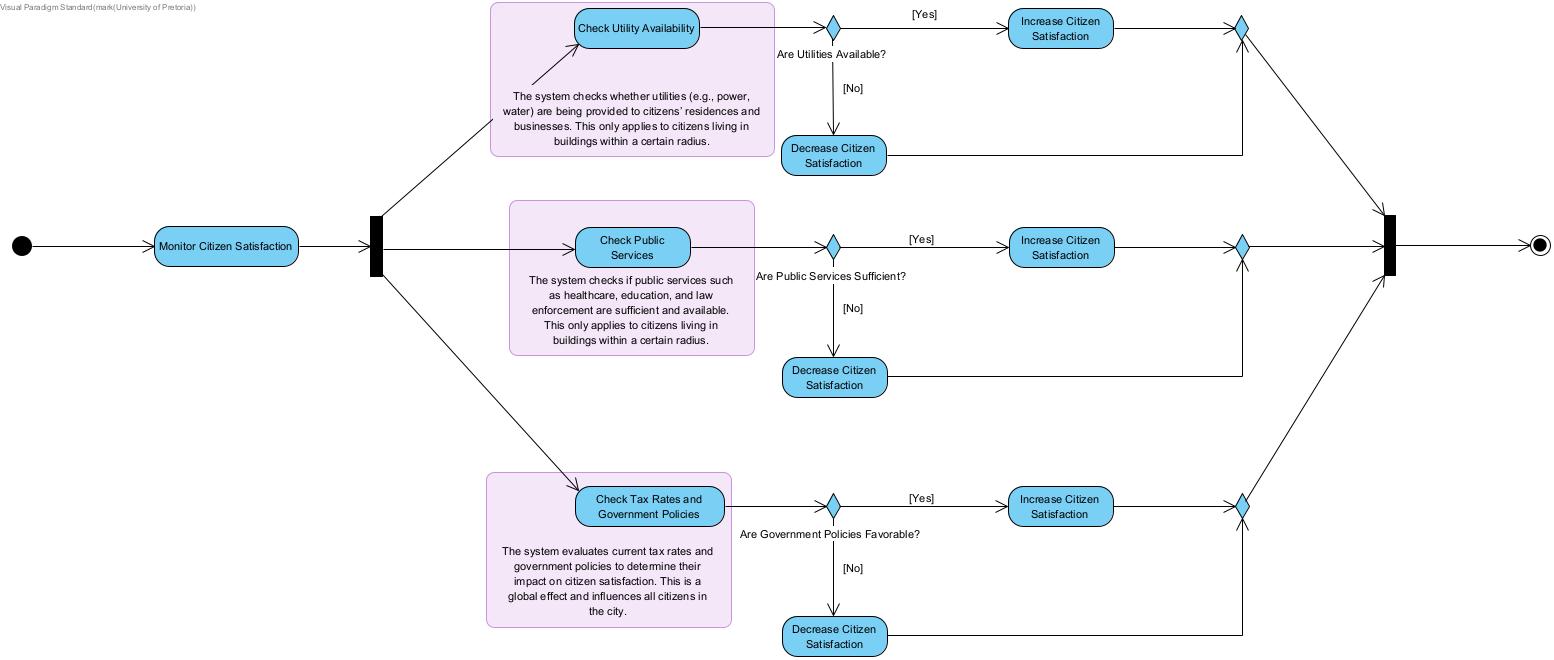 Visual Paradigm Standard(mark(University of Pretoria))
Check Utility Availability
The system checks whether utilities (e.g., power,
water) are being provided to citizens' residences and
businesses. This only applies to citizens living in
buildings within a certain radius.
Are Utilities Available?
[Yes]
[No]
Increase Citizen
Satisfaction
Decrease Citizen
Satisfaction
Monitor Citizen Satisfaction
Check Public
Services
The system checks if public services such
as healthcare, education, and law
enforcement are sufficient and available.
This only applies to citizens living in
buildings within a certain radius.
Are Public Services Sufficient?
[Yes]
[No]
Increase Citizen
Satisfaction
Decrease Citizen
Satisfaction
Check Tax Rates and
Government Policies
The system evaluates current tax rates and
government policies to determine their
impact on citizen satisfaction. This is a
global effect and influences all citizens in
the city.
Are Government Policies Favorable?
[Yes]
[No]
Increase Citizen
Satisfaction
Decrease Citizen
Satisfaction